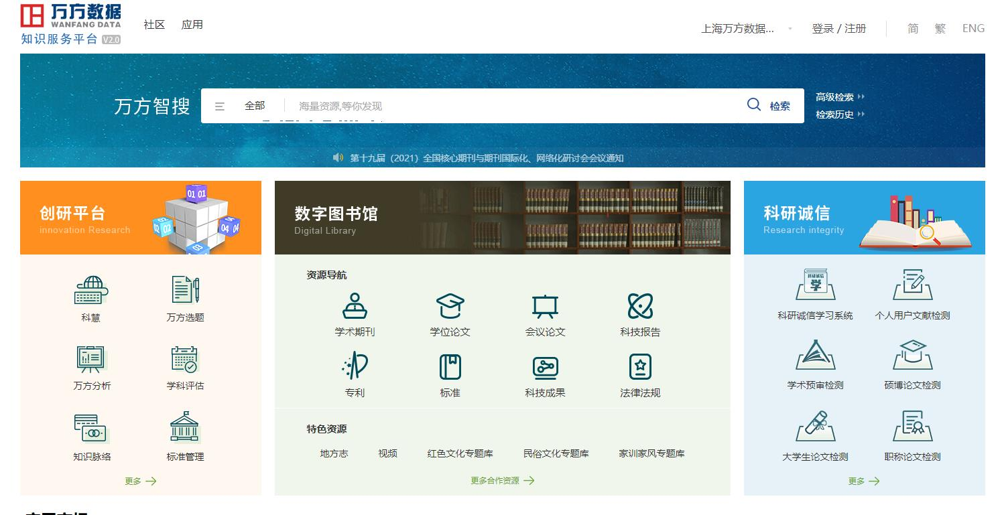 万方数据
WANFANG DATA
知识服务平台 V2.0
社区 应用
上海万方数据... 登录 / 注册 简 繁 ENG
万方智搜 全部 海量资源,等你发现 检索
高级检索
检索历史
第十九届（2021）全国核心期刊与期刊国际化、网络化研讨会会议通知
创研平台
innovation Research
01 01
02 02
04 04
03
科慧 万方选题
万方分析 学科评估
知识脉络 标准管理
更多
数字图书馆
Digital Library
资源导航
学术期刊 学位论文 会议论文 科技报告
专利 标准 科技成果 法律法规
特色资源
地方志 视频 红色文化专题库 民俗文化专题库 家训家风专题库
更多合作资源
科研诚信
Research integrity
科研诚信
学
科研诚信学习系统 个人用户文献检测
学术预审检测 硕博论文检测
大学生论文检测 职称论文检测
更多